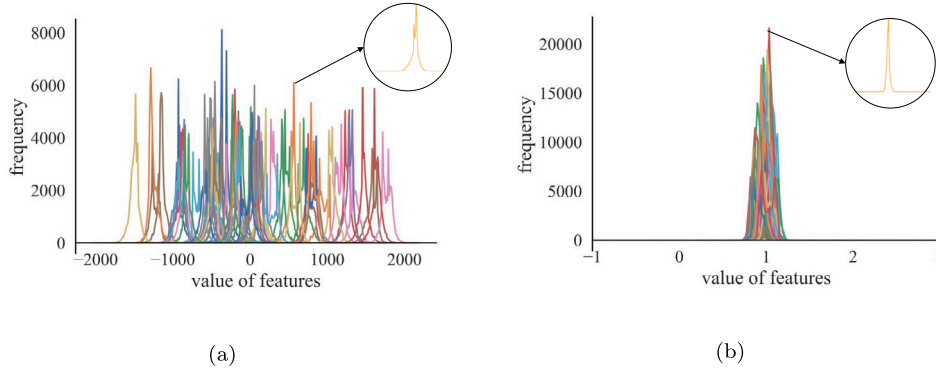 8000
6000
4000
2000
0
frequency
−2000 −1000 0 1000 2000
value of features
(a)
20000
15000
10000
5000
0
frequency
−1 0 1 2
value of features
(b)